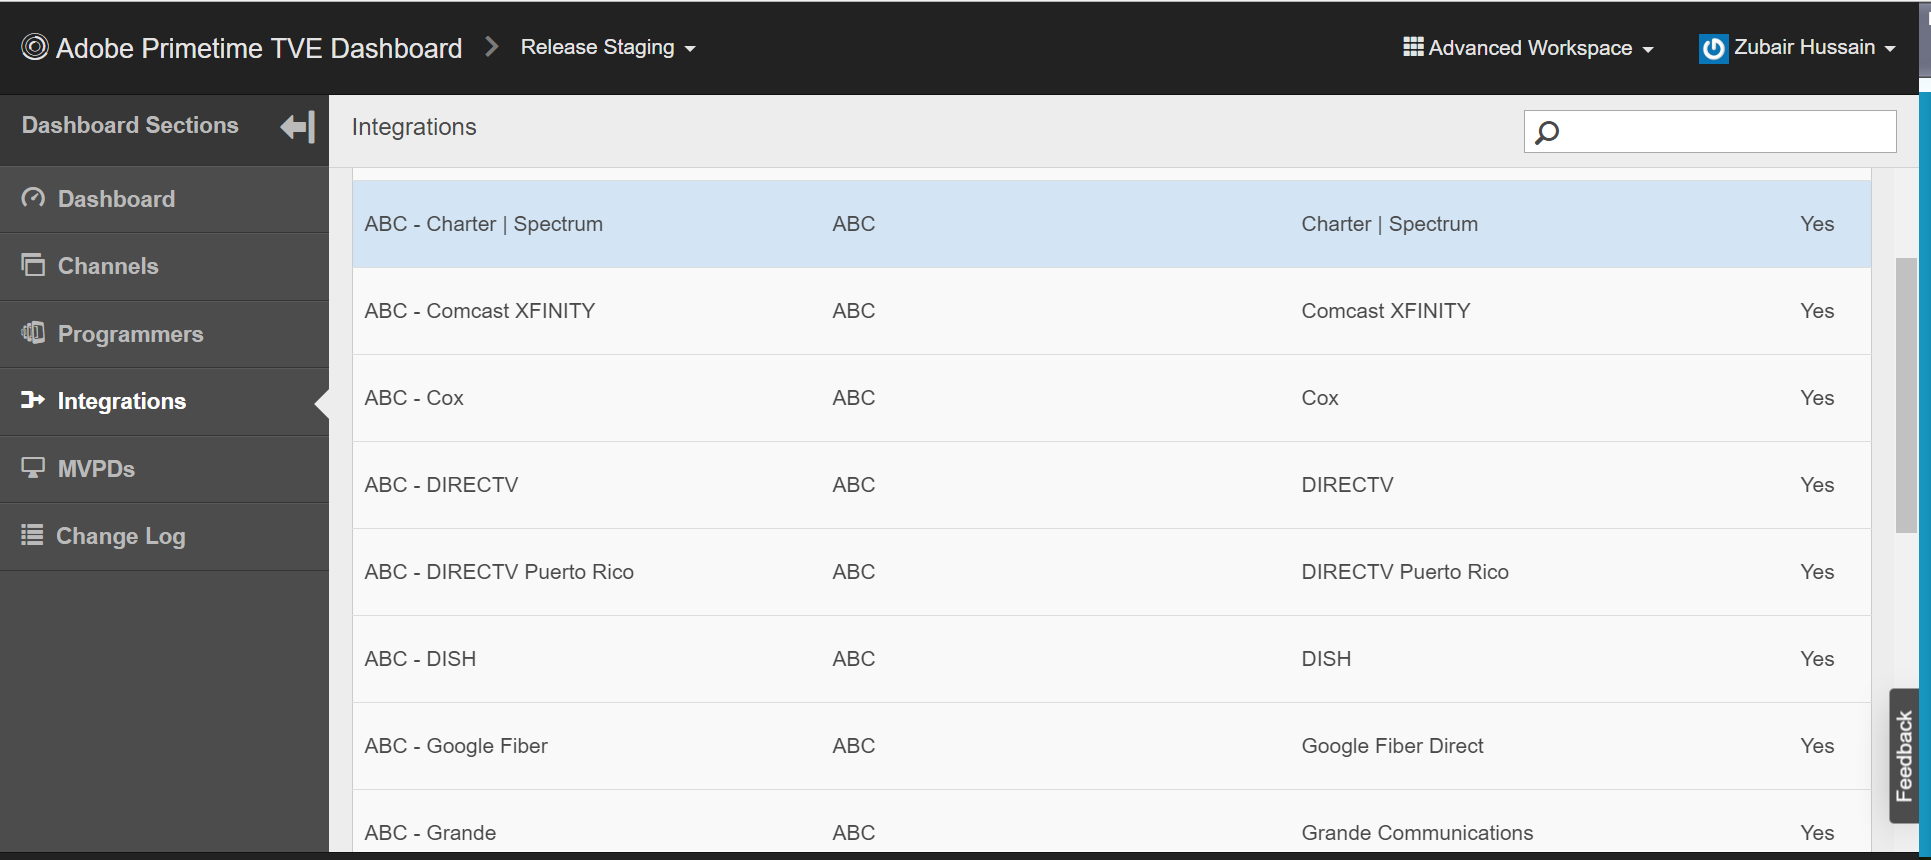 Adobe Primetime TVE Dashboard Release Staging Advanced Workspace Zubair Hussain
Dashboard Sections
Integrations
Dashboard
Channels
Programmers
Integrations
MVPDs
Change Log
ABC - Charter | Spectrum ABC Charter | Spectrum Yes
ABC - Comcast XFINITY ABC Comcast XFINITY Yes
ABC - Cox ABC Cox Yes
ABC - DIRECTV ABC DIRECTV Yes
ABC - DIRECTV Puerto Rico ABC DIRECTV Puerto Rico Yes
ABC - DISH ABC DISH Yes
ABC - Google Fiber ABC Google Fiber Direct Yes
ABC - Grande ABC Grande Communications Yes
Feedback